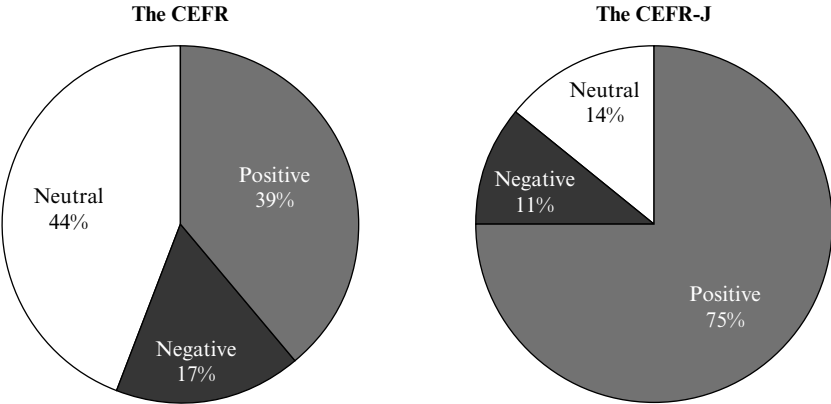 The CEFR
Neutral
44%
Positive
39%
Negative
17%
The CEFR-J
Neutral
14%
Negative
11%
Positive
75%